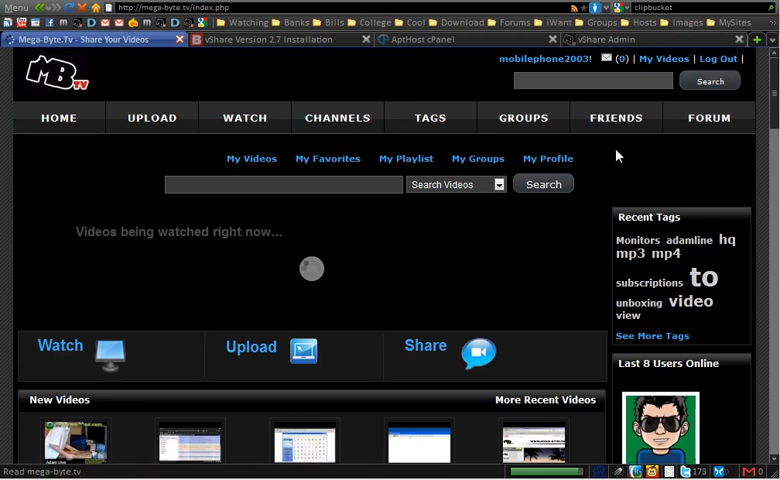 Menu http://mega-byte.tv/index.php clipbucket
Watching Banks Bills College Cool Download Forums iWant Groups Hosts Images MySites
Mega-Byte.Tv - Share Your Videos vShare Version 2.7 Installation AptHost cPanel vShare Admin
MB TV
mobilephone2003! (0) | My Videos | Log Out |
Search
HOME UPLOAD WATCH CHANNELS TAGS GROUPS FRIENDS FORUM
My Videos My Favorites My Playlist My Groups My Profile
Search Videos Search
Videos being watched right now...
Recent Tags
Monitors adamline hq
mp3 mp4
subscriptions to
unboxing video
view
See More Tags
Watch Upload Share
Last 8 Users Online
New Videos More Recent Videos
Read mega-byte.tv 173 0